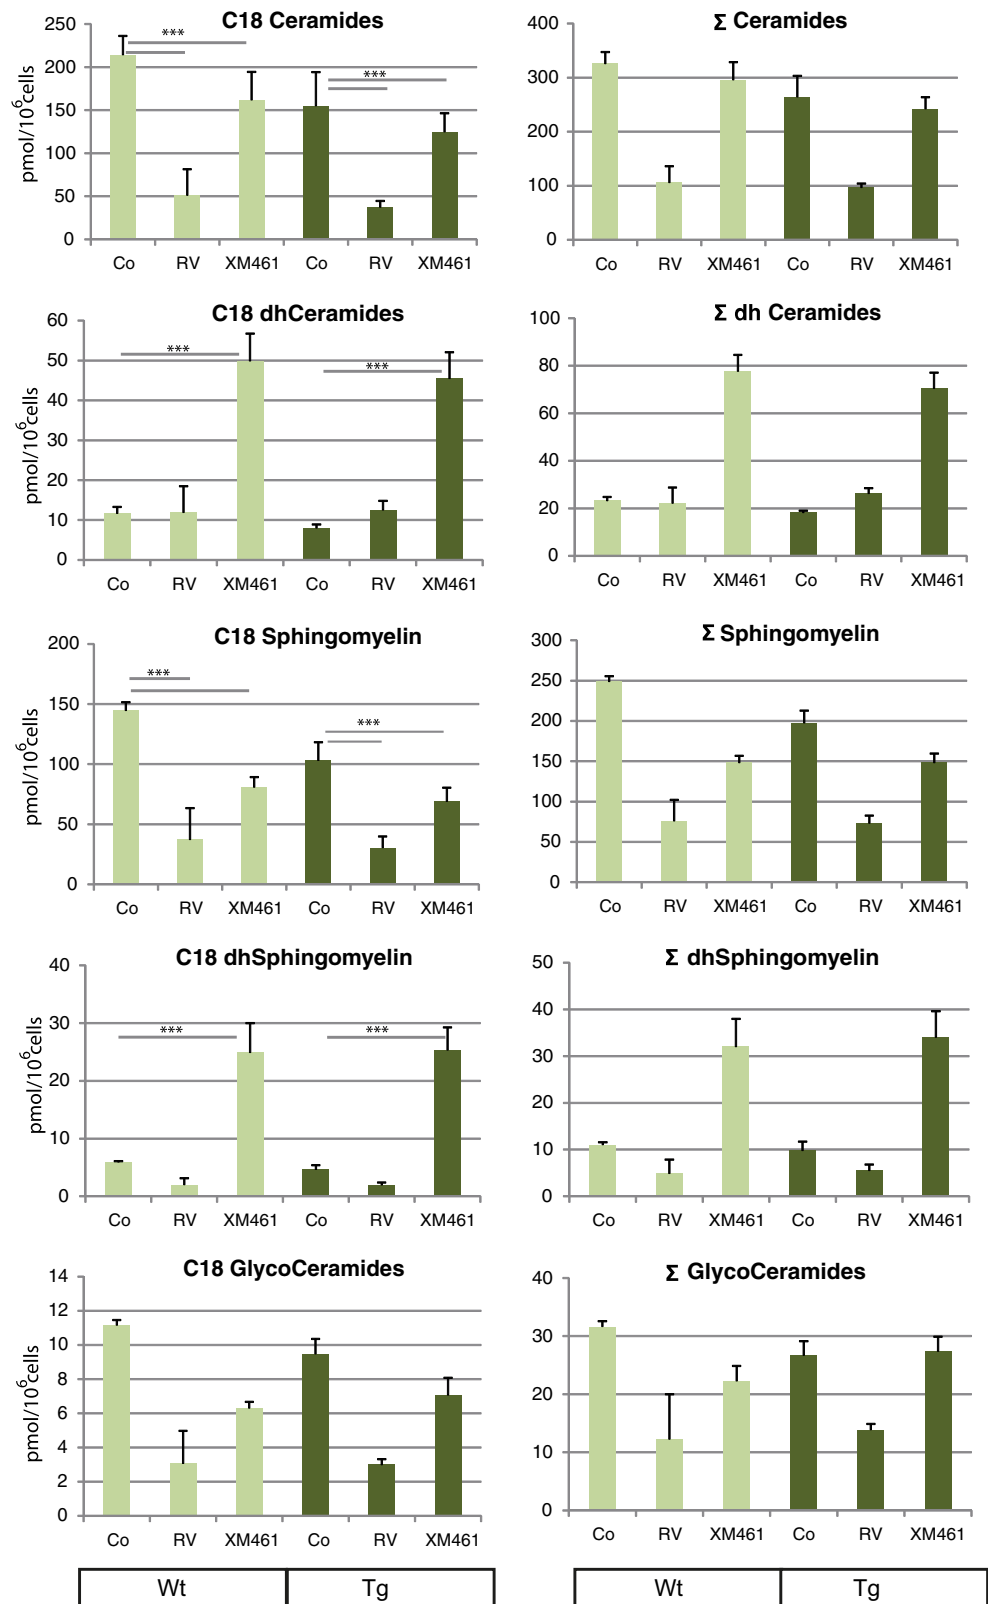 C18 Ceramides
pmol/10⁶cells
250
200
150
100
50
0
***
***
Co RV XM461 Co RV XM461
Σ Ceramides
400
300
200
100
0
Co RV XM461 Co RV XM461
C18 dhCeramides
pmol/10⁶cells
60
50
40
30
20
10
0
***
***
Co RV XM461 Co RV XM461
Σ dh Ceramides
100
80
60
40
20
0
Co RV XM461 Co RV XM461
C18 Sphingomyelin
pmol/10⁶cells
200
150
100
50
0
***
***
Co RV XM461 Co RV XM461
Σ Sphingomyelin
300
250
200
150
100
50
0
Co RV XM461 Co RV XM461
C18 dhSphingomyelin
pmol/10⁶cells
40
30
20
10
0
***
***
Co RV XM461 Co RV XM461
Σ dhSphingomyelin
50
40
30
20
10
0
Co RV XM461 Co RV XM461
C18 GlycoCeramides
pmol/10⁶cells
14
12
10
8
6
4
2
0
Co RV XM461 Co RV XM461
Σ GlycoCeramides
40
30
20
10
0
Co RV XM461 Co RV XM461
Wt Tg
Wt Tg